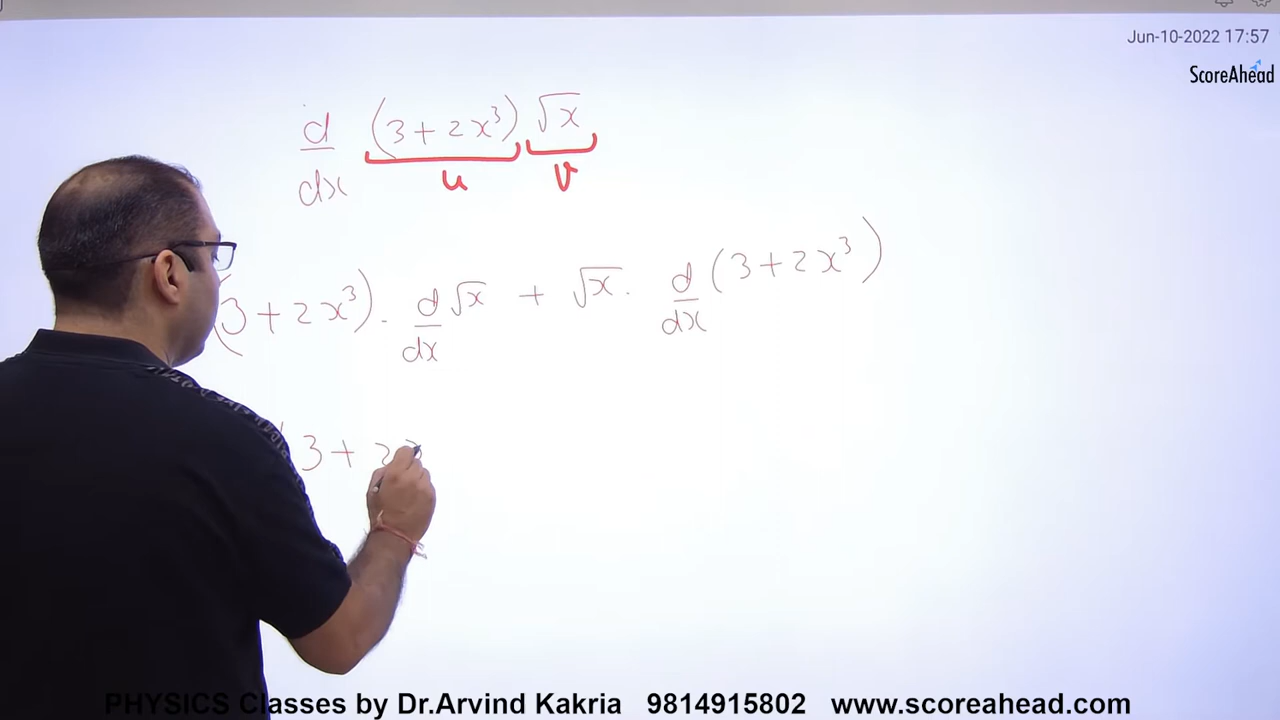 Jun-10-2022 17:57
ScoreAhead
d/dx (3 + 2x³) √x
u v
(3 + 2x³) . d/dx √x + √x . d/dx (3 + 2x³)
3 + 2
PHYSICS Classes by Dr.Arvind Kakria 9814915802 www.scoreahead.com